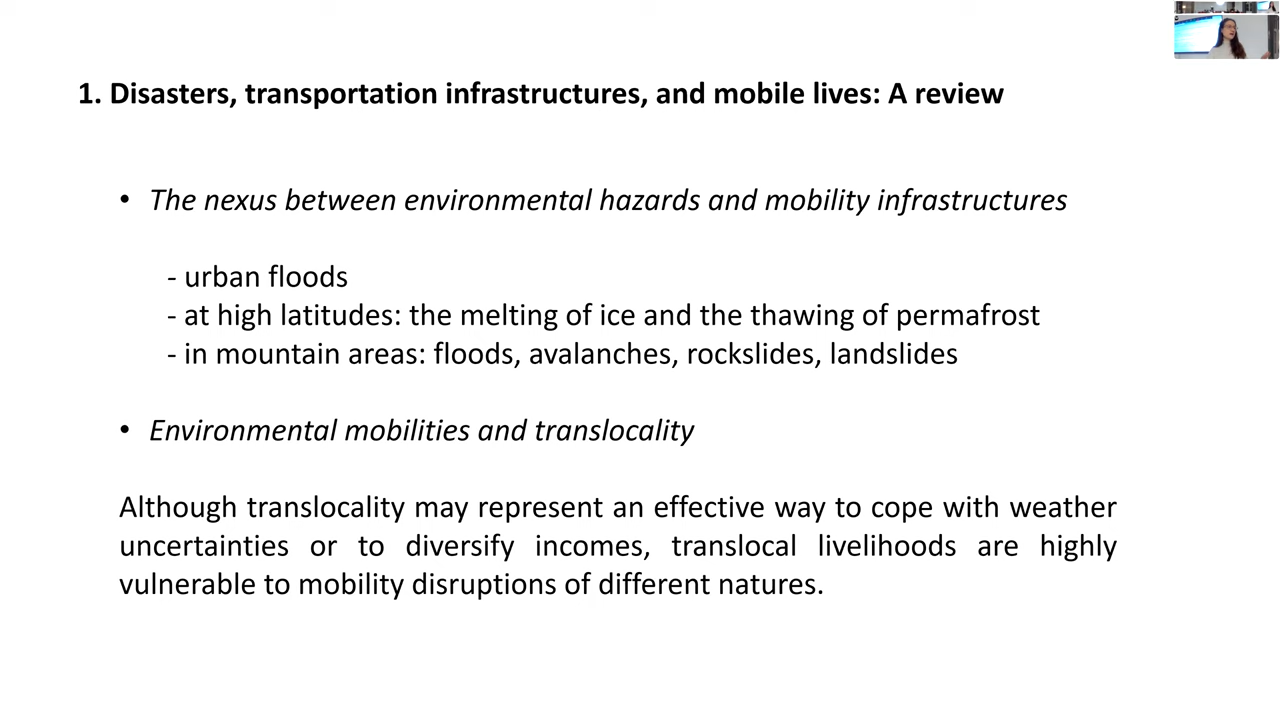 1. Disasters, transportation infrastructures, and mobile lives: A review
• The nexus between environmental hazards and mobility infrastructures
- urban floods
- at high latitudes: the melting of ice and the thawing of permafrost
- in mountain areas: floods, avalanches, rockslides, landslides
• Environmental mobilities and translocality
Although translocality may represent an effective way to cope with weather
uncertainties or to diversify incomes, translocal livelihoods are highly
vulnerable to mobility disruptions of different natures.